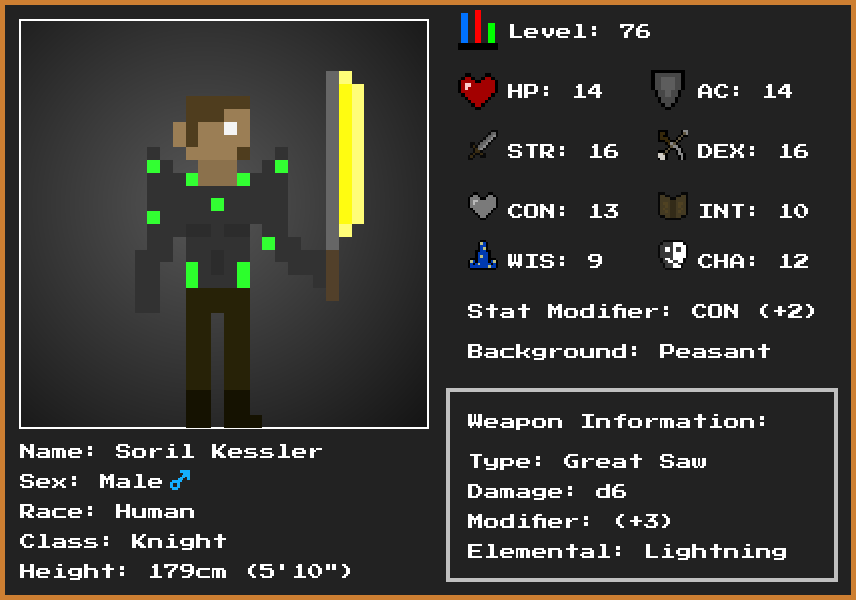 Level: 76
HP: 14
AC: 14
STR: 16
DEX: 16
CON: 13
INT: 10
WIS: 9
CHA: 12
Stat Modifier: CON (+2)
Background: Peasant
Weapon Information:
Type: Great Saw
Damage: d6
Modifier: (+3)
Elemental: Lightning
Name: Soril Kessler
Sex: Male♂
Race: Human
Class: Knight
Height: 179cm (5'10")